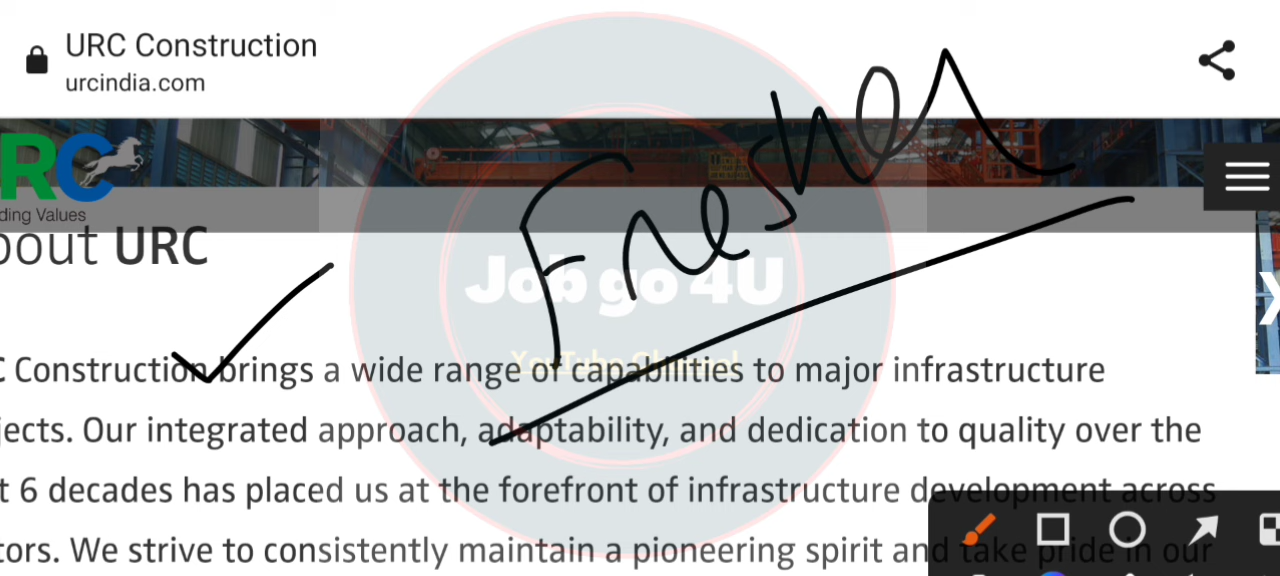 URC Construction
urcindia.com
RC
ding Values
bout URC
Fresher
Job go 4U
YouTube Channel
C Construction brings a wide range of capabilities to major infrastructure
jects. Our integrated approach, adaptability, and dedication to quality over the
t 6 decades has placed us at the forefront of infrastructure development across
tors. We strive to consistently maintain a pioneering spirit and take pride in our